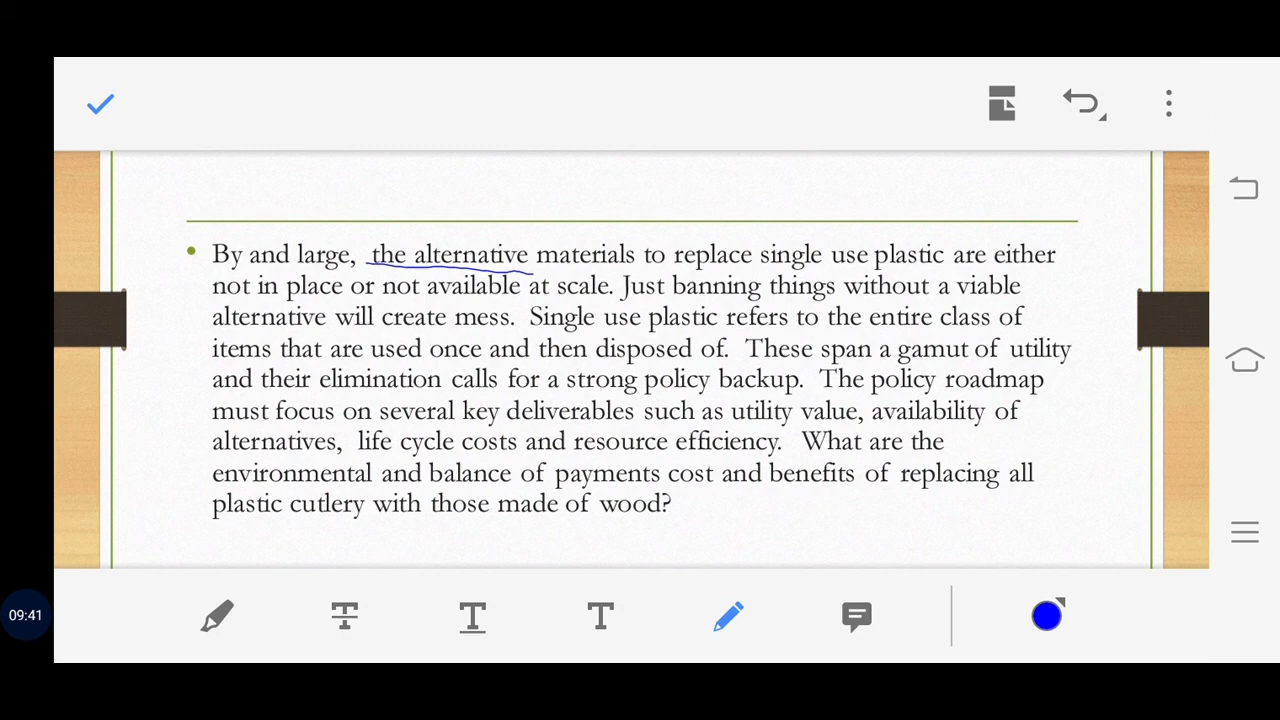 • By and large, the alternative materials to replace single use plastic are either
not in place or not available at scale. Just banning things without a viable
alternative will create mess. Single use plastic refers to the entire class of
items that are used once and then disposed of. These span a gamut of utility
and their elimination calls for a strong policy backup. The policy roadmap
must focus on several key deliverables such as utility value, availability of
alternatives, life cycle costs and resource efficiency. What are the
environmental and balance of payments cost and benefits of replacing all
plastic cutlery with those made of wood?
09:41
T T T